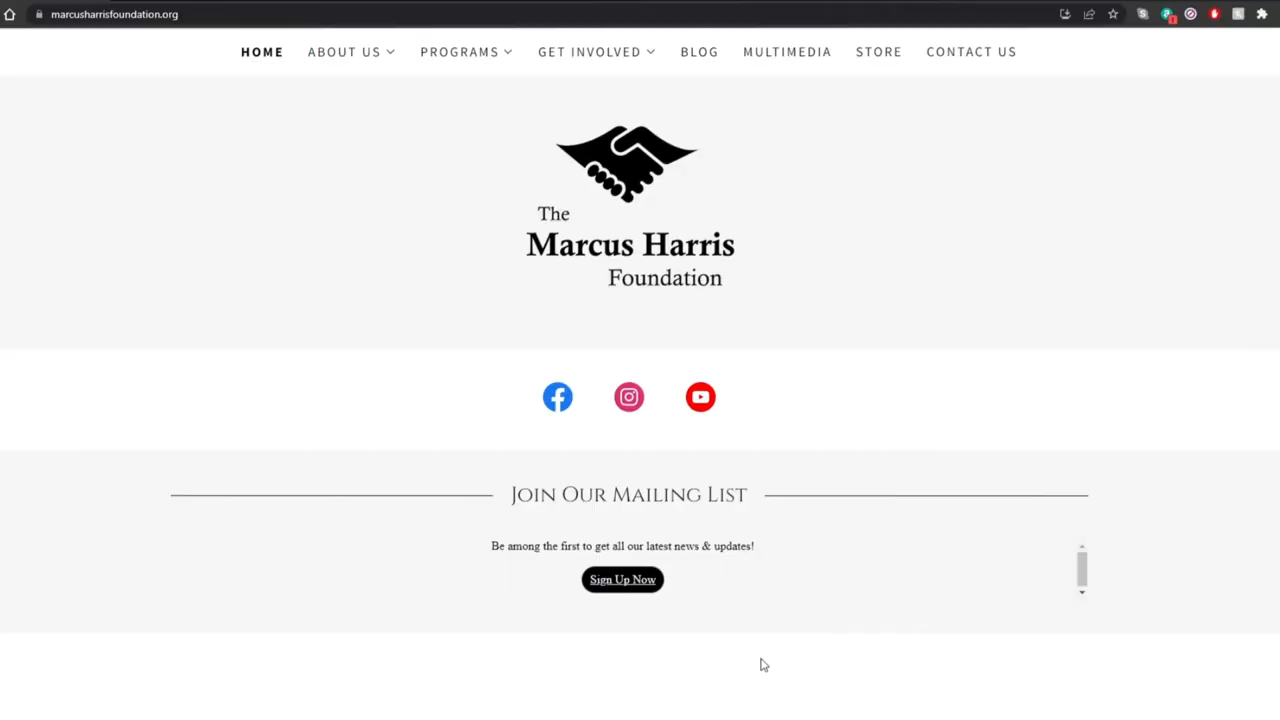 marcusharrisfoundation.org
HOME ABOUT US PROGRAMS GET INVOLVED BLOG MULTIMEDIA STORE CONTACT US
The
Marcus Harris
Foundation
Join Our Mailing List
Be among the first to get all our latest news & updates!
Sign Up Now